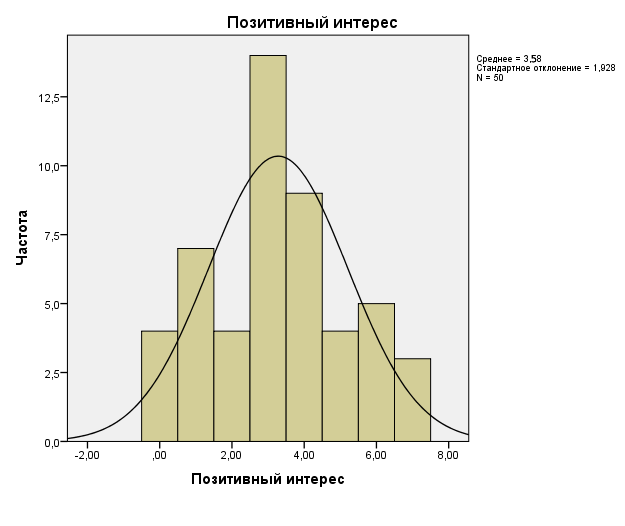 Позитивный интерес
Среднее = 3,58
Стандартное отклонение = 1,928
N = 50
12,5
10,0
7,5
5,0
2,5
0,0
Частота
-2,00 ,00 2,00 4,00 6,00 8,00
Позитивный интерес